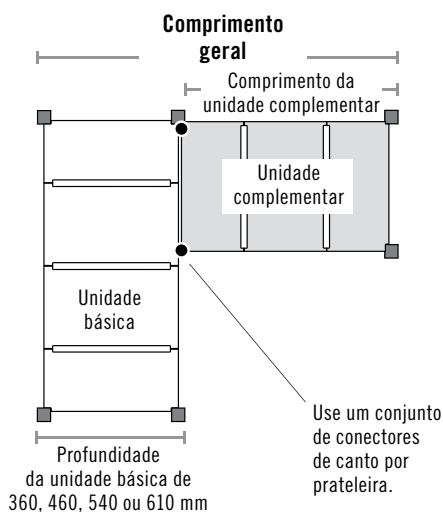 Comprimento
geral
Comprimento da
unidade complementar
Unidade
complementar
Unidade
básica
Use um conjunto
de conectores
de canto por
prateleira.
Profundidade
da unidade básica de
360, 460, 540 ou 610 mm